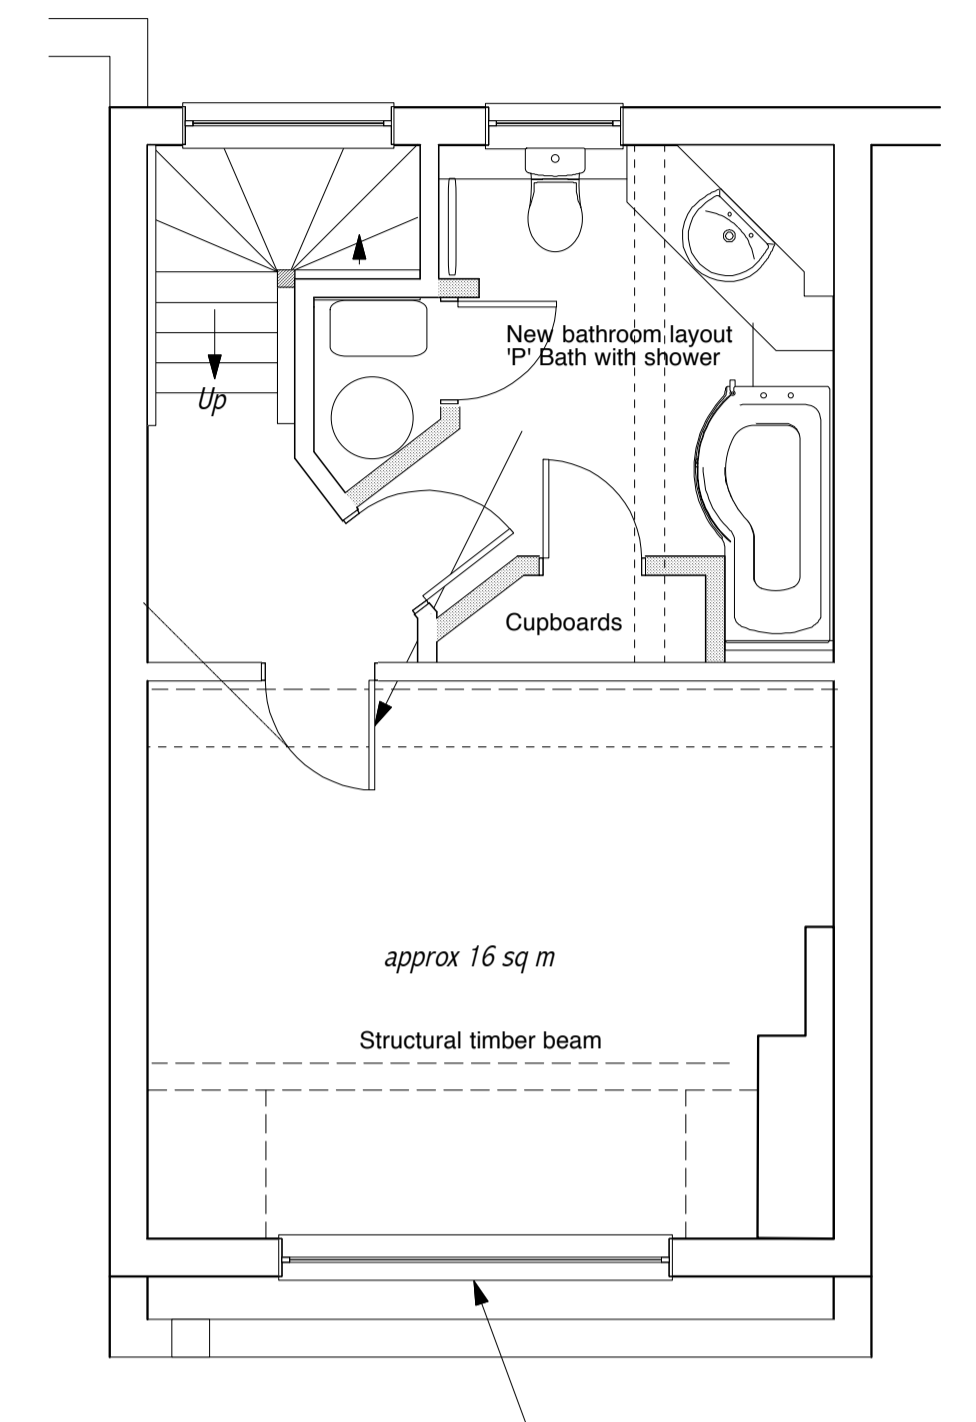 New bathroom layout
'P' Bath with shower
Up
Cupboards
approx 16 sq m
Structural timber beam